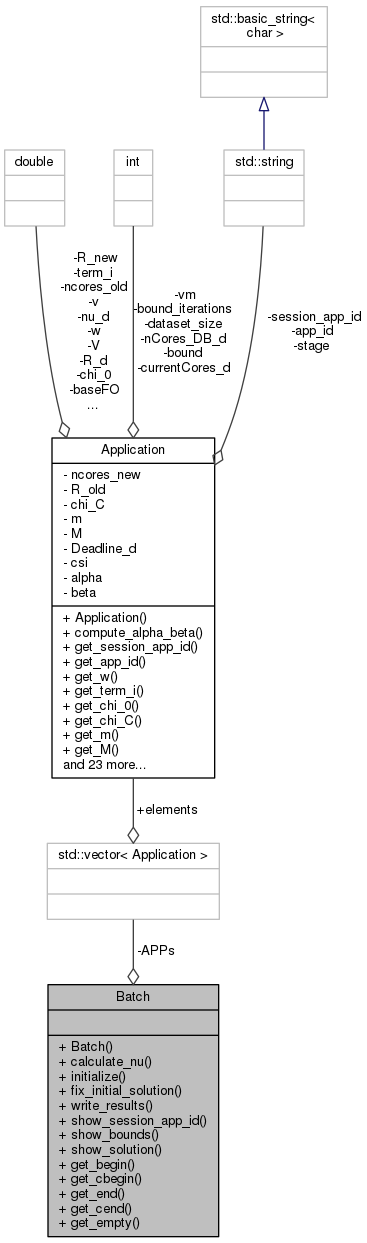 std::basic_string<
char >
double
int
std::string
-R_new
-term_i
-ncores_old
-v
-nu_d
-w
-V
-R_d
-chi_0
-baseFO
...
-vm
-bound_iterations
-dataset_size
-nCores_DB_d
-bound
-currentCores_d
-session_app_id
-app_id
-stage
Application
- ncores_new
- R_old
- chi_C
- m
- M
- Deadline_d
- csi
- alpha
- beta
+ Application()
+ compute_alpha_beta()
+ get_session_app_id()
+ get_app_id()
+ get_w()
+ get_term_i()
+ get_chi_0()
+ get_chi_C()
+ get_m()
+ get_M()
and 23 more...
+elements
std::vector< Application >
-APPs
Batch
+ Batch()
+ calculate_nu()
+ initialize()
+ fix_initial_solution()
+ write_results()
+ show_session_app_id()
+ show_bounds()
+ show_solution()
+ get_begin()
+ get_cbegin()
+ get_end()
+ get_cend()
+ get_empty()